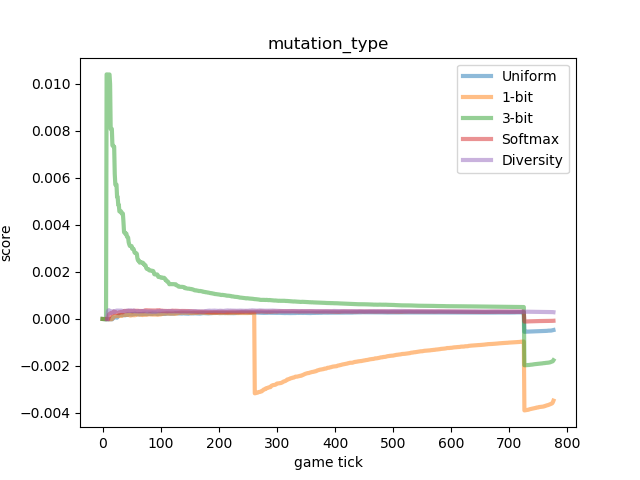 mutation_type
Uniform
1-bit
3-bit
Softmax
Diversity
score
0.010
0.008
0.006
0.004
0.002
0.000
−0.002
−0.004
0 100 200 300 400 500 600 700 800
game tick